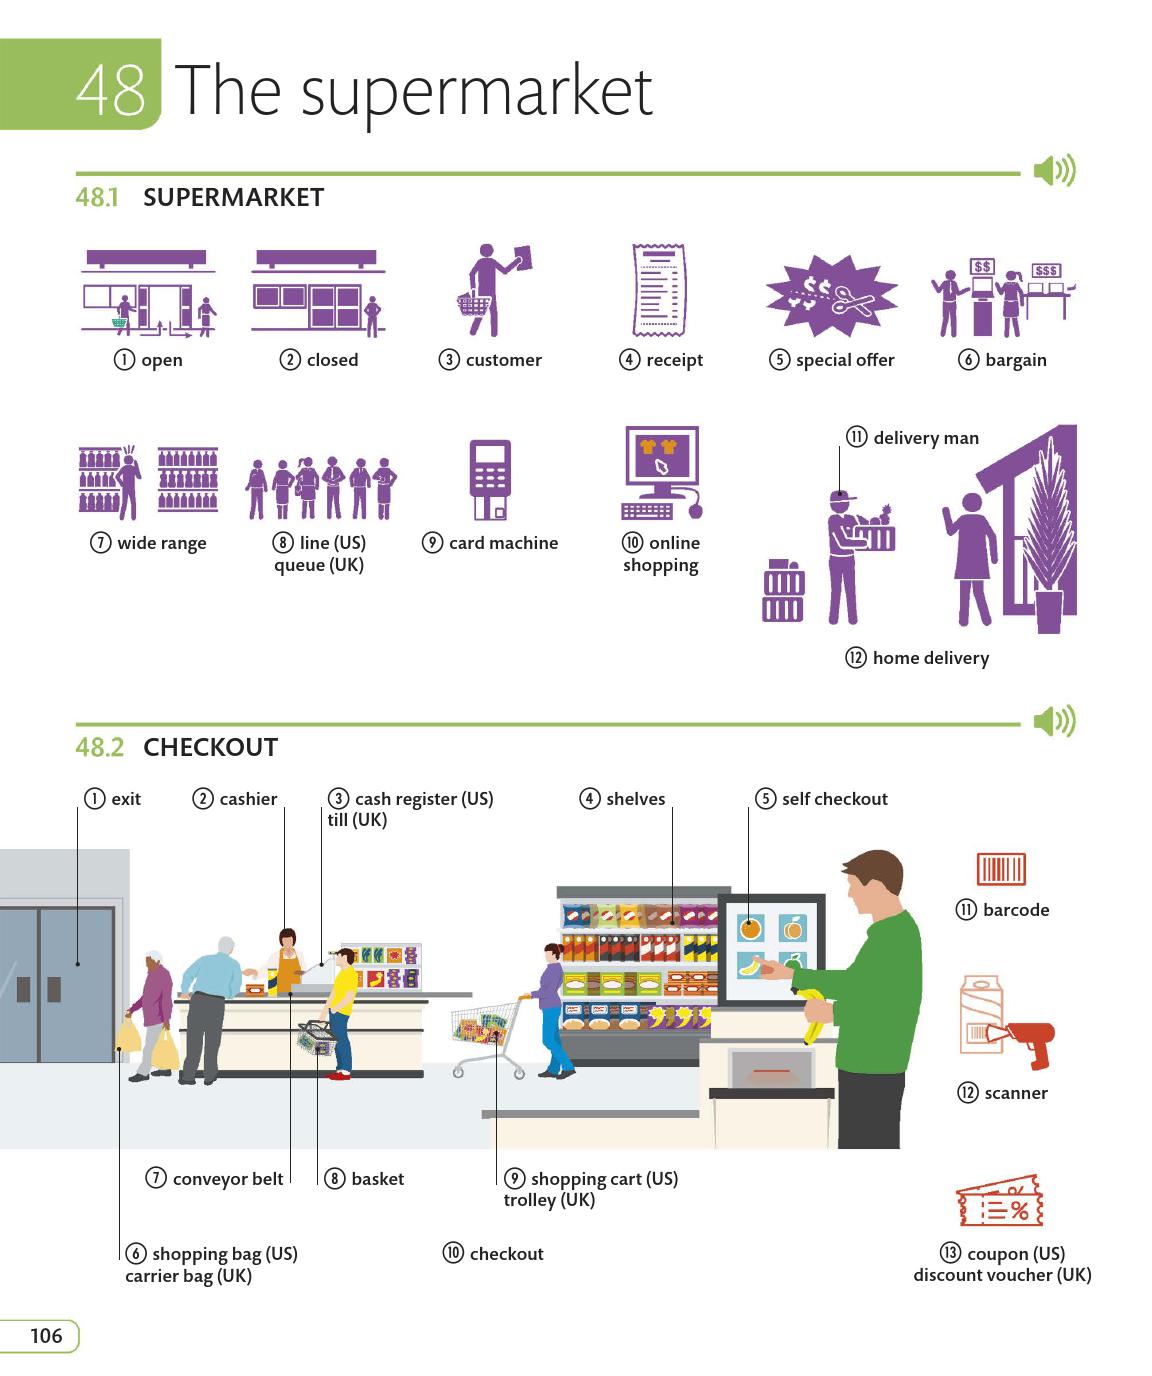 48 The supermarket
48.1 SUPERMARKET
① open
② closed
③ customer
④ receipt
$$
⑤ special offer
$$
$$$
⑥ bargain
⑦ wide range
⑧ line (US)
queue (UK)
⑨ card machine
⑩ online
shopping
⑪ delivery man
⑫ home delivery
48.2 CHECKOUT
① exit
② cashier
③ cash register (US)
till (UK)
④ shelves
⑤ self checkout
⑪ barcode
⑫ scanner
⑦ conveyor belt
⑧ basket
⑨ shopping cart (US)
trolley (UK)
%
%
⑥ shopping bag (US)
carrier bag (UK)
⑩ checkout
⑬ coupon (US)
discount voucher (UK)
106